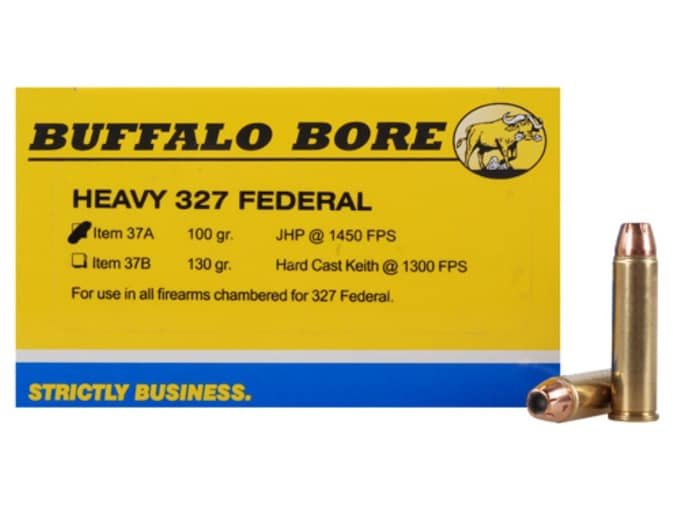 BUFFALO BORE
HEAVY 327 FEDERAL
Item 37A 100 gr. JHP @ 1450 FPS
Item 37B 130 gr. Hard Cast Keith @ 1300 FPS
For use in all firearms chambered for 327 Federal.
STRICTLY BUSINESS.